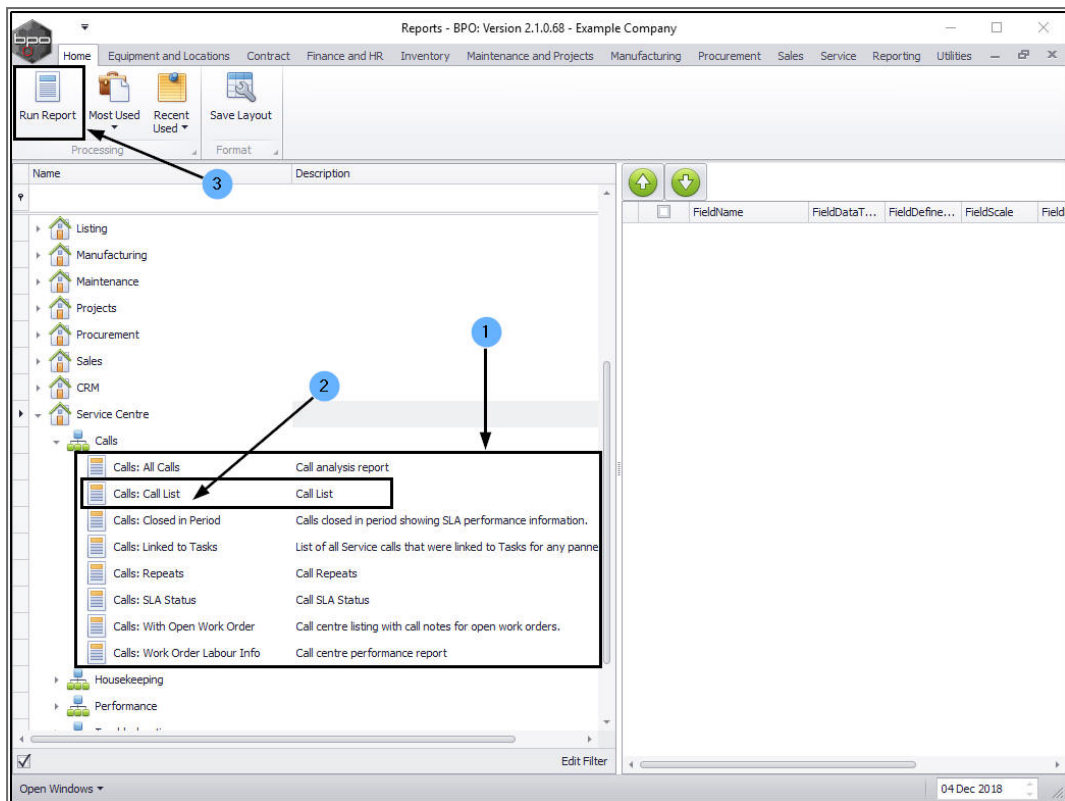 Reports - BPO: Version 2.1.0.68 - Example Company
bpo
Home Equipment and Locations Contract Finance and HR Inventory Maintenance and Projects Manufacturing Procurement Sales Service Reporting Utilities
Run Report Most Used Recent Used Save Layout
Processing Format
3
Name Description
FieldName FieldDataT... FieldDefine... FieldScale Field
Listing
Manufacturing
Maintenance
Projects
Procurement
1
Sales
CRM
2
Service Centre
Calls
Calls: All Calls Call analysis report
Calls: Call List Call List
Calls: Closed in Period Calls closed in period showing SLA performance information.
Calls: Linked to Tasks List of all Service calls that were linked to Tasks for any panne
Calls: Repeats Call Repeats
Calls: SLA Status Call SLA Status
Calls: With Open Work Order Call centre listing with call notes for open work orders.
Calls: Work Order Labour Info Call centre performance report
Housekeeping
Performance
Edit Filter
Open Windows 04 Dec 2018